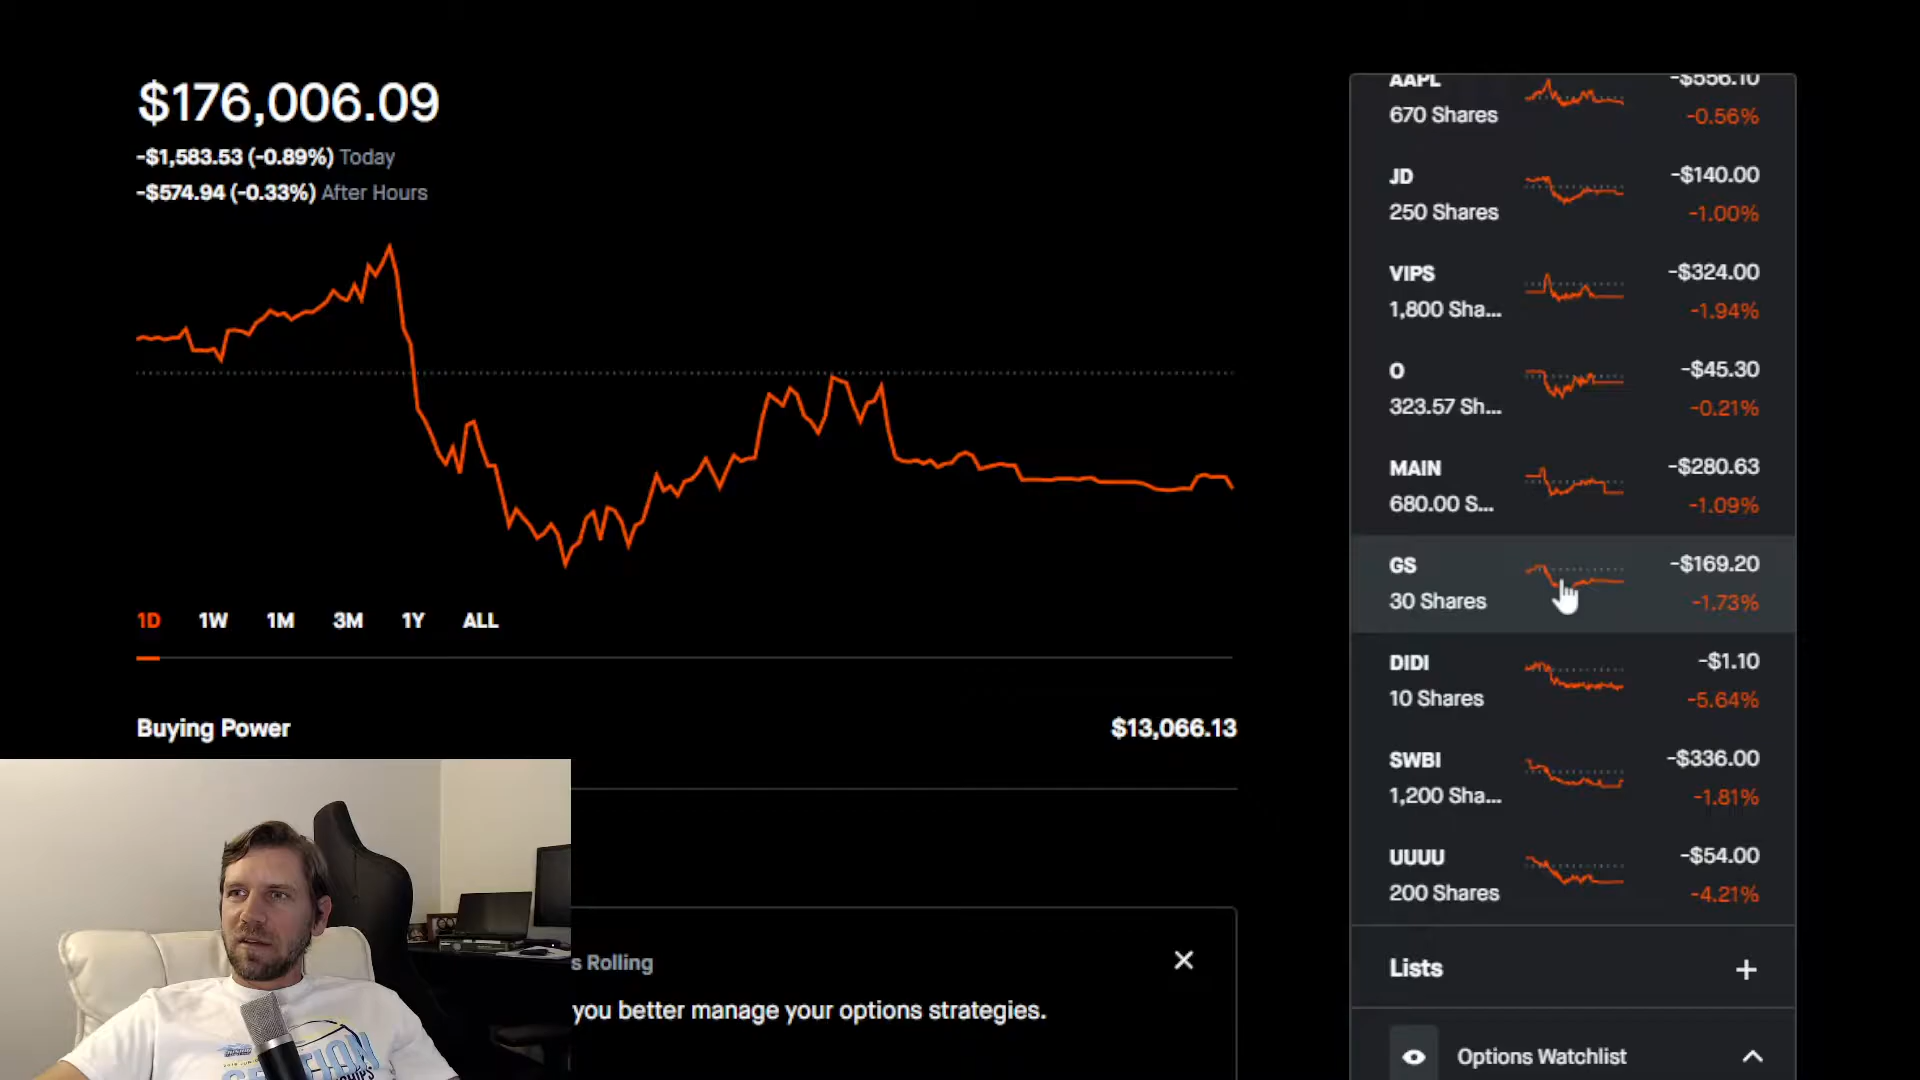 $176,006.09
-$1,583.53 (-0.89%) Today
-$574.94 (-0.33%) After Hours
1D 1W 1M 3M 1Y ALL
Buying Power $13,066.13
s Rolling
you better manage your options strategies.
AAPL -$556.10
670 Shares -0.56%
JD -$140.00
250 Shares -1.00%
VIPS -$324.00
1,800 Sha... -1.94%
O -$45.30
323.57 Sh... -0.21%
MAIN -$280.63
680.00 S... -1.09%
GS -$169.20
30 Shares -1.73%
DIDI -$1.10
10 Shares -5.64%
SWBI -$336.00
1,200 Sha... -1.81%
UUUU -$54.00
200 Shares -4.21%
Lists +
Options Watchlist